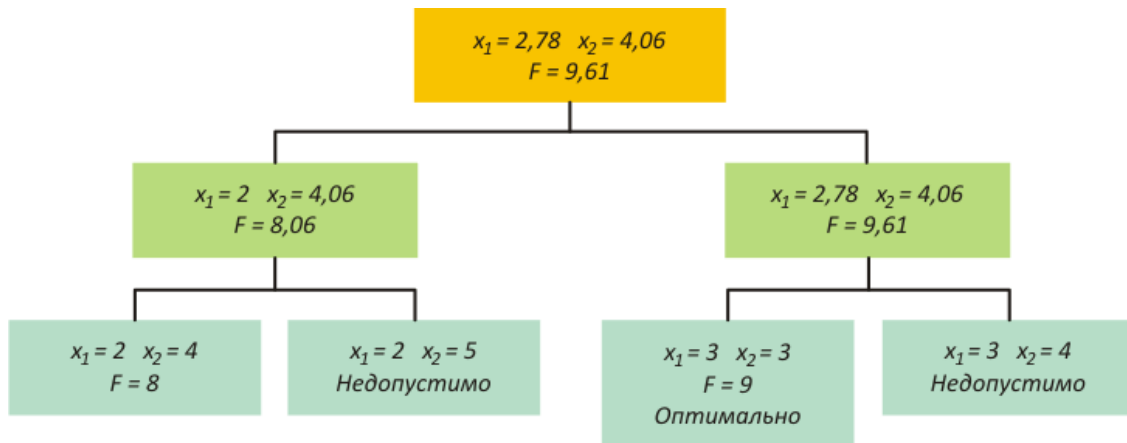 x₁ = 2,78 x₂ = 4,06
F = 9,61
x₁ = 2 x₂ = 4,06
F = 8,06
x₁ = 2,78 x₂ = 4,06
F = 9,61
x₁ = 2 x₂ = 4
F = 8
x₁ = 2 x₂ = 5
Недопустимо
x₁ = 3 x₂ = 3
F = 9
Оптимально
x₁ = 3 x₂ = 4
Недопустимо